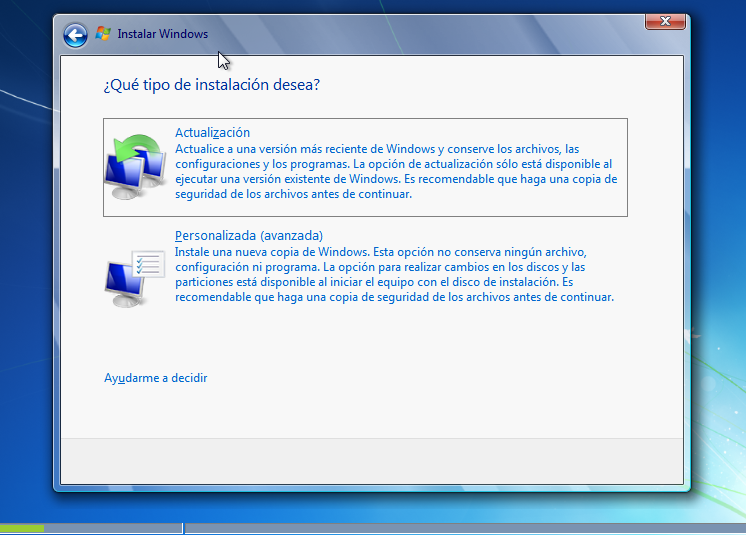 Instalar Windows
¿Qué tipo de instalación desea?
Actualización
Actualice a una versión más reciente de Windows y conserve los archivos, las
configuraciones y los programas. La opción de actualización sólo está disponible al
ejecutar una versión existente de Windows. Es recomendable que haga una copia de
seguridad de los archivos antes de continuar.
Personalizada (avanzada)
Instale una nueva copia de Windows. Esta opción no conserva ningún archivo,
configuración ni programa. La opción para realizar cambios en los discos y las
particiones está disponible al iniciar el equipo con el disco de instalación. Es
recomendable que haga una copia de seguridad de los archivos antes de continuar.
Ayudarme a decidir